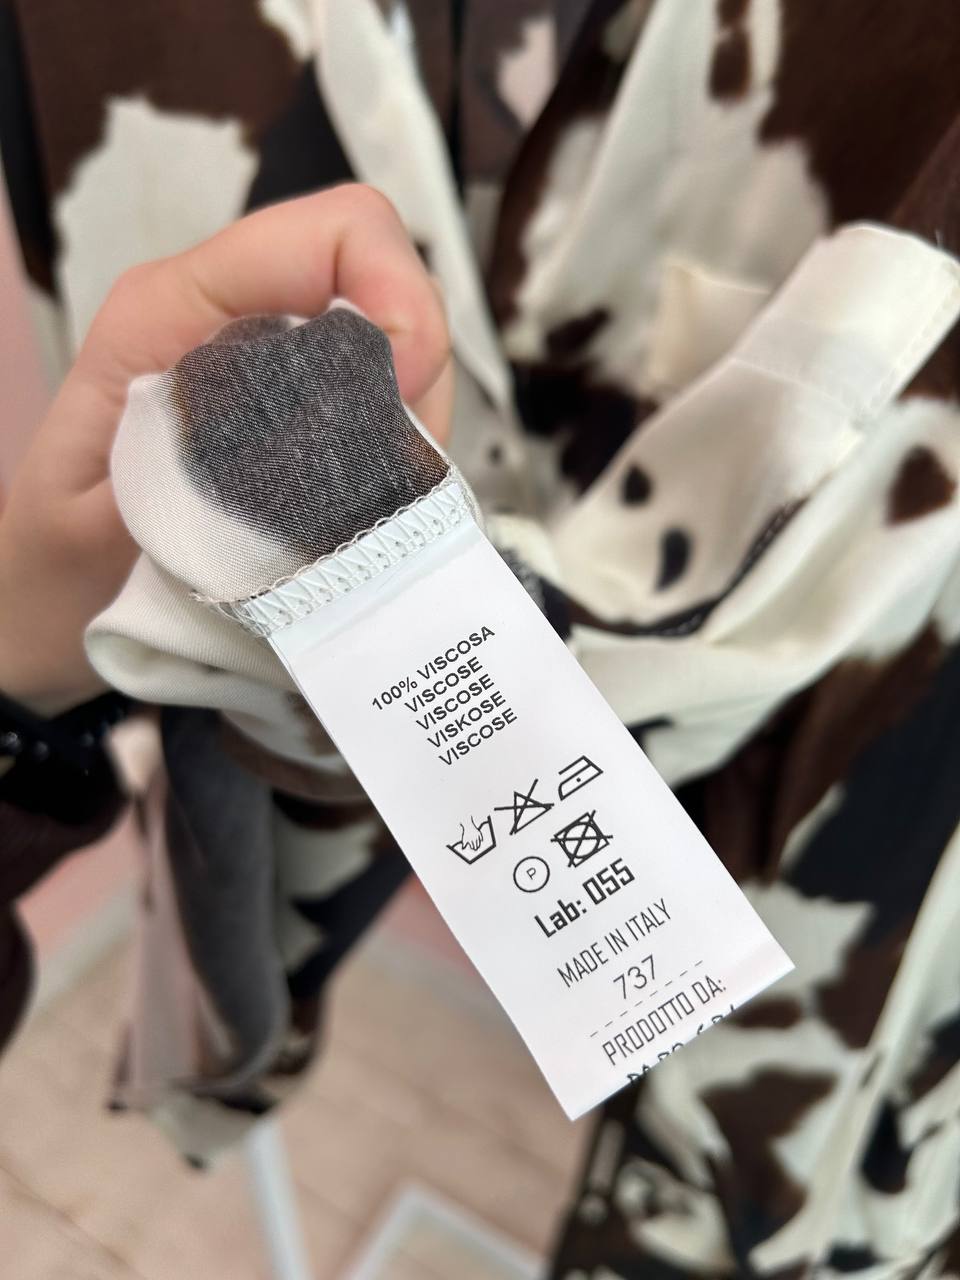 100% VISCOSA
VISCOSE
VISCOSE
VISKOSE
VISCOSE
P
Lab: 055
MADE IN ITALY
737
PRODOTTO DA: